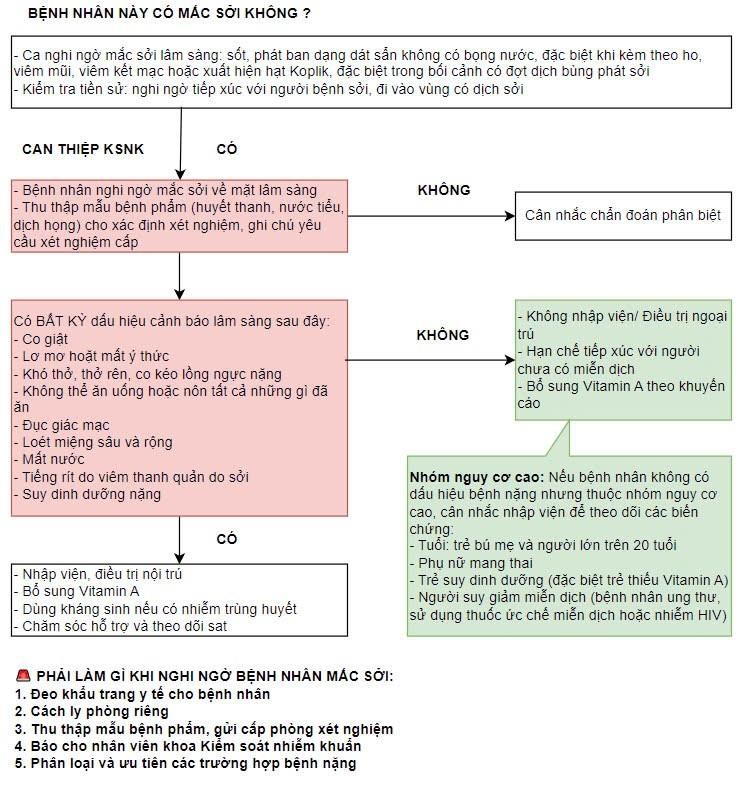 BỆNH NHÂN NÀY CÓ MẮC SỞI KHÔNG ?
- Ca nghi ngờ mắc sởi lâm sàng: sốt, phát ban dạng dát sẩn không có bọng nước, đặc biệt khi kèm theo ho,
viêm mũi, viêm kết mạc hoặc xuất hiện hạt Koplik, đặc biệt trong bối cảnh có đợt dịch bùng phát sởi
- Kiểm tra tiền sử: nghi ngờ tiếp xúc với người bệnh sởi, đi vào vùng có dịch sởi
CAN THIỆP KSNK
CÓ
- Bệnh nhân nghi ngờ mắc sởi về mặt lâm sàng
- Thu thập mẫu bệnh phẩm (huyết thanh, nước tiểu,
dịch họng) cho xác định xét nghiệm, ghi chú yêu
cầu xét nghiệm cấp
KHÔNG
Cân nhắc chẩn đoán phân biệt
Có BẤT KỲ dấu hiệu cảnh báo lâm sàng sau đây:
- Co giật
- Lơ mơ hoặt mất ý thức
- Khó thở, thở rên, co kéo lồng ngực nặng
- Không thể ăn uống hoặc nôn tất cả những gì đã
ăn
- Đục giác mạc
- Loét miệng sâu và rộng
- Mất nước
- Tiếng rít do viêm thanh quản do sởi
- Suy dinh dưỡng nặng
KHÔNG
- Không nhập viện/ Điều trị ngoại
trú
- Hạn chế tiếp xúc với người
chưa có miễn dịch
- Bổ sung Vitamin A theo khuyến
cáo
Nhóm nguy cơ cao: Nếu bệnh nhân không có
dấu hiệu bệnh nặng nhưng thuộc nhóm nguy cơ
cao, cân nhắc nhập viện để theo dõi các biến
chứng:
- Tuổi: trẻ bú mẹ và người lớn trên 20 tuổi
- Phụ nữ mang thai
- Trẻ suy dinh dưỡng (đặc biệt trẻ thiếu Vitamin A)
- Người suy giảm miễn dịch (bệnh nhân ung thư,
sử dụng thuốc ức chế miễn dịch hoặc nhiễm HIV)
CÓ
- Nhập viện, điều trị nội trú
- Bổ sung Vitamin A
- Dùng kháng sinh nếu có nhiễm trùng huyết
- Chăm sóc hỗ trợ và theo dõi sat
PHẢI LÀM GÌ KHI NGHI NGỜ BỆNH NHÂN MẮC SỞI:
1. Đeo khẩu trang y tế cho bệnh nhân
2. Cách ly phòng riêng
3. Thu thập mẫu bệnh phẩm, gửi cấp phòng xét nghiệm
4. Báo cho nhân viên khoa Kiểm soát nhiễm khuẩn
5. Phân loại và ưu tiên các trường hợp bệnh nặng